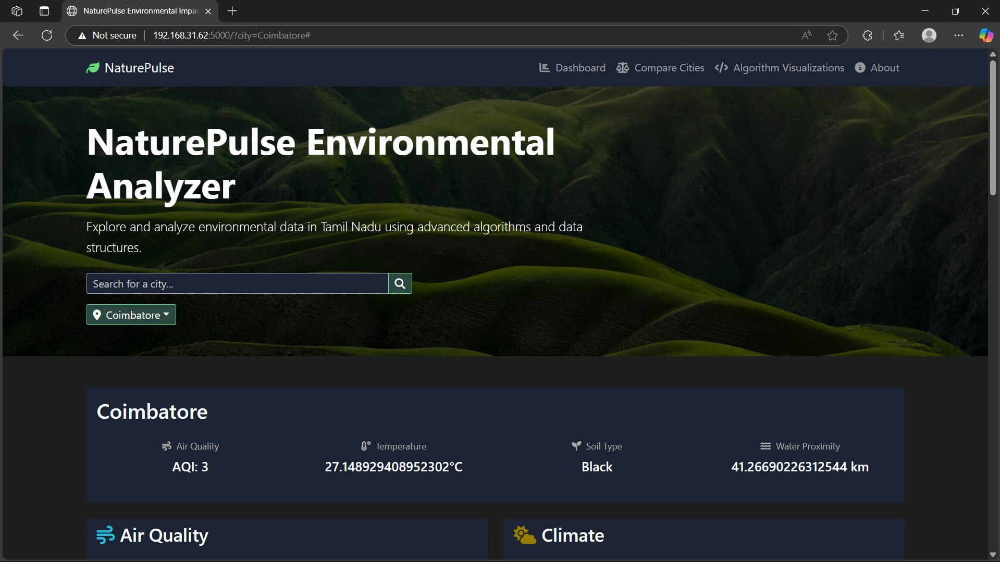 NaturePulse Environmental Impac
Not secure
192.168.31.62:5000/?city=Coimbatore#
NaturePulse
Dashboard
Compare Cities
Algorithm Visualizations
About
NaturePulse Environmental
Analyzer
Explore and analyze environmental data in Tamil Nadu using advanced algorithms and data
structures.
Search for a city...
Coimbatore
Coimbatore
Air Quality
Temperature
Soil Type
Water Proximity
AQI: 3
27.148929408952302°C
Black
41.26690226312544 km
Air Quality
Climate